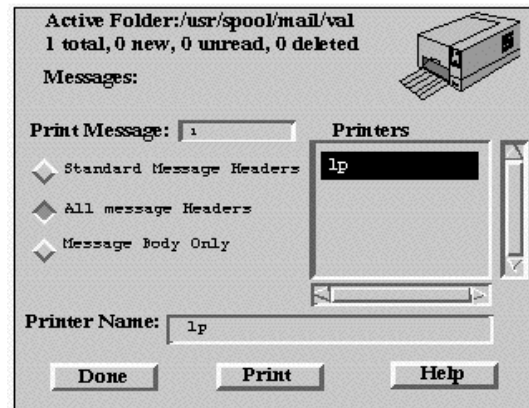 Active Folder:/usr/spool/mail/val
1 total, 0 new, 0 unread, 0 deleted
Messages:
Print Message: 1
Printers
Standard Message Headers
All message Headers
Message Body Only
lp
Printer Name: lp
Done Print Help